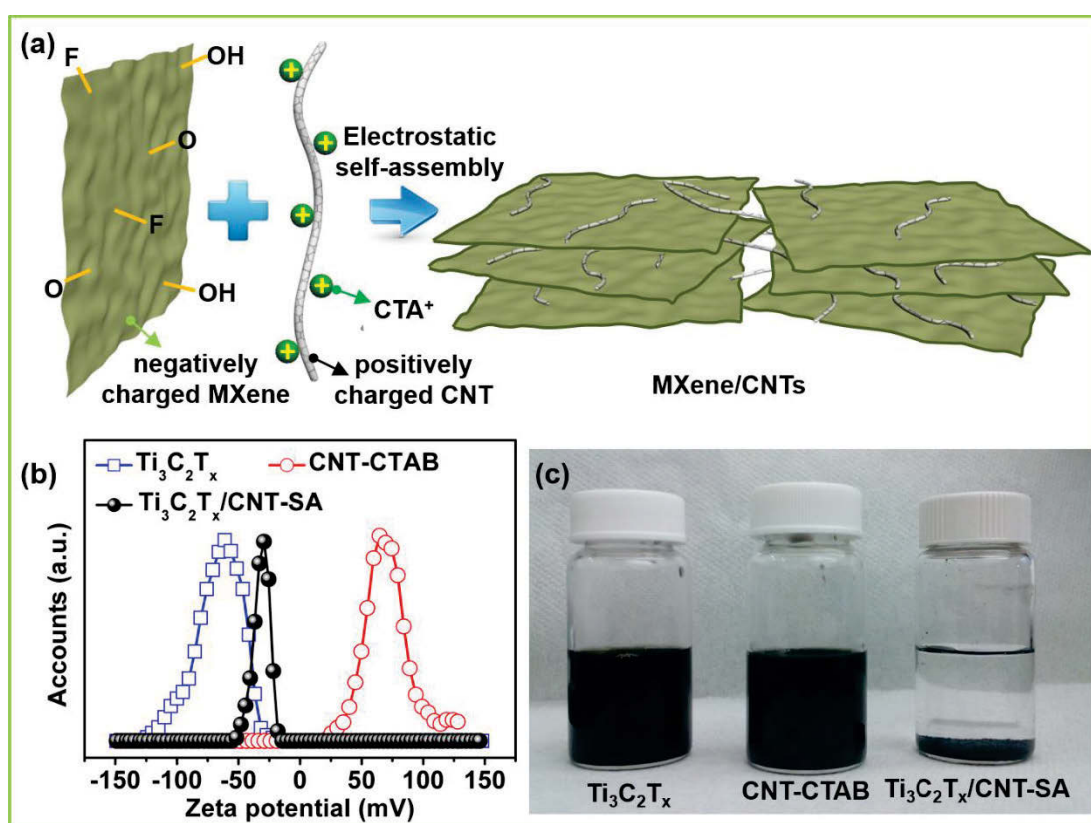 (a)
F
OH
O
F
O
OH
negatively
charged MXene
Electrostatic
self-assembly
CTA⁺
positively
charged CNT
MXene/CNTs
(b)
Ti₃C₂Tₓ
CNT-CTAB
Ti₃C₂Tₓ/CNT-SA
Accounts (a.u.)
-150 -100 -50 0 50 100 150
Zeta potential (mV)
(c)
Ti₃C₂Tₓ
CNT-CTAB
Ti₃C₂Tₓ/CNT-SA